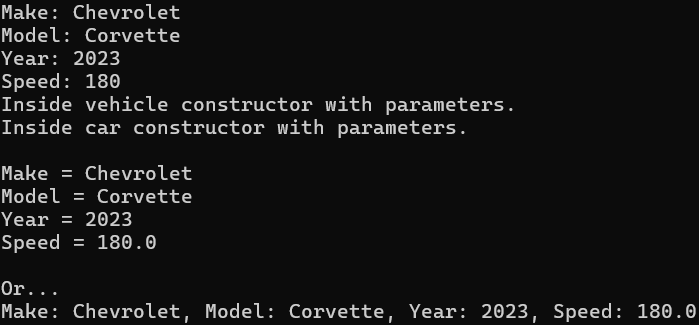 Make: Chevrolet
Model: Corvette
Year: 2023
Speed: 180
Inside vehicle constructor with parameters.
Inside car constructor with parameters.
Make = Chevrolet
Model = Corvette
Year = 2023
Speed = 180.0
Or...
Make: Chevrolet, Model: Corvette, Year: 2023, Speed: 180.0